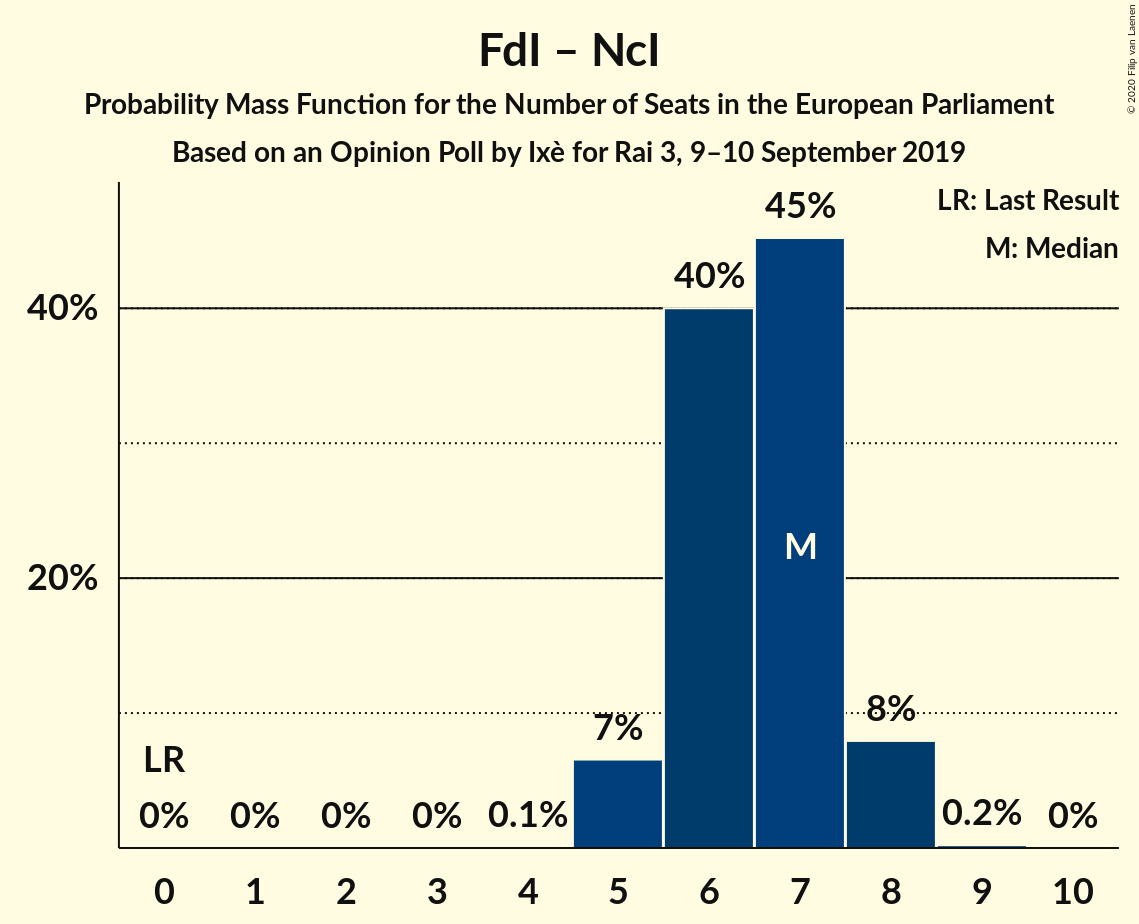 FdI – NcI
Probability Mass Function for the Number of Seats in the European Parliament
Based on an Opinion Poll by Ixè for Rai 3, 9–10 September 2019
© 2020 Filip van Laenen
LR: Last Result
M: Median
45%
40%
40%
M
20%
8%
7%
LR
0% 0% 0% 0% 0.1% 0.2% 0%
0 1 2 3 4 5 6 7 8 9 10